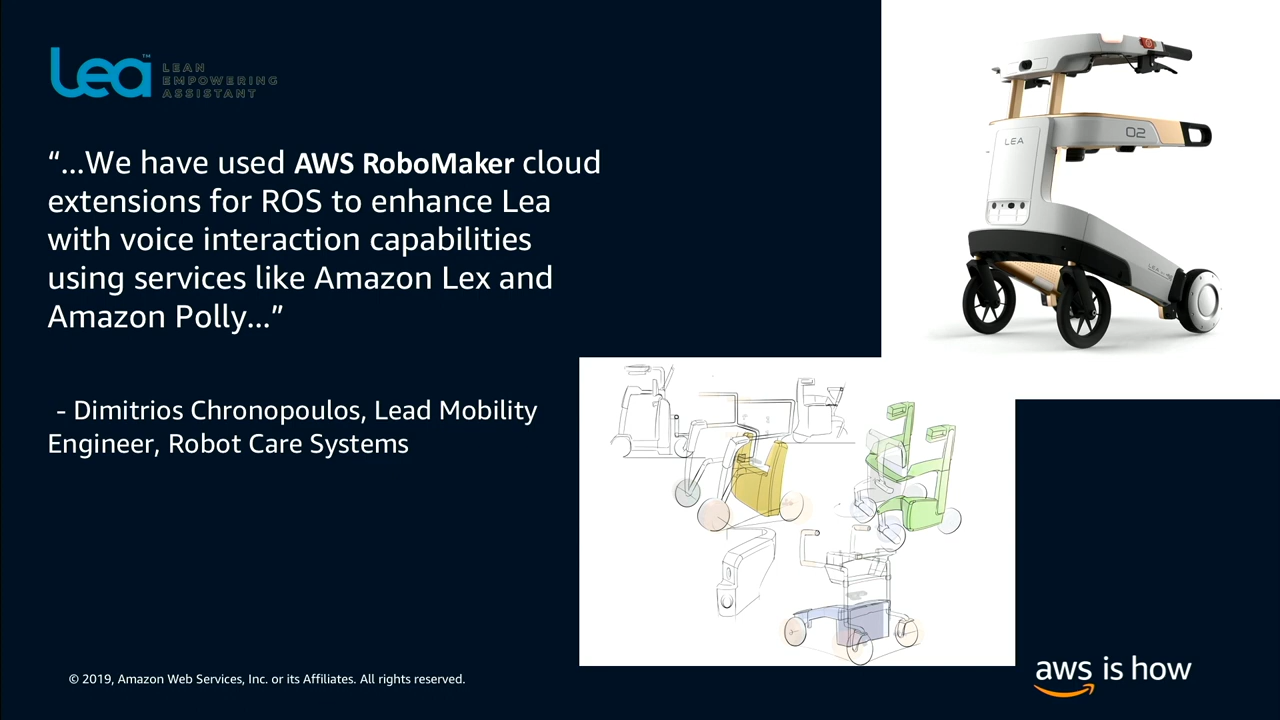 Lea™
LEAN
EMPOWERING
ASSISTANT
“...We have used AWS RoboMaker cloud
extensions for ROS to enhance Lea
with voice interaction capabilities
using services like Amazon Lex and
Amazon Polly...”
- Dimitrios Chronopoulos, Lead Mobility
Engineer, Robot Care Systems
02
LEA
LEA
© 2019, Amazon Web Services, Inc. or its Affiliates. All rights reserved.
aws is how